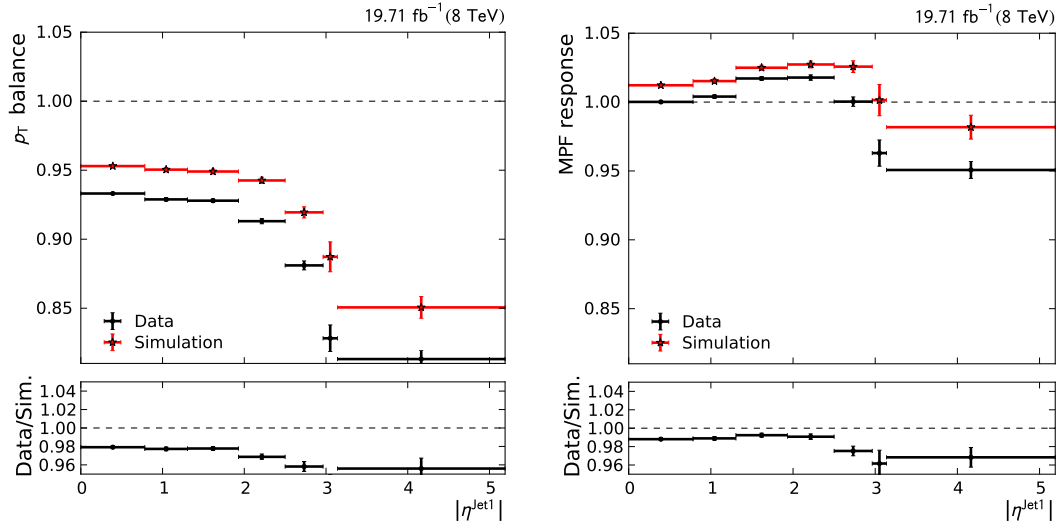 19.71 fb⁻¹ (8 TeV)
p_T balance
1.05
1.00
0.95
0.90
0.85
Data
Simulation
Data/Sim.
1.04
1.02
1.00
0.98
0.96
0 1 2 3 4 5
|η^Jet1|
19.71 fb⁻¹ (8 TeV)
MPF response
1.05
1.00
0.95
0.90
0.85
Data
Simulation
Data/Sim.
1.04
1.02
1.00
0.98
0.96
0 1 2 3 4 5
|η^Jet1|